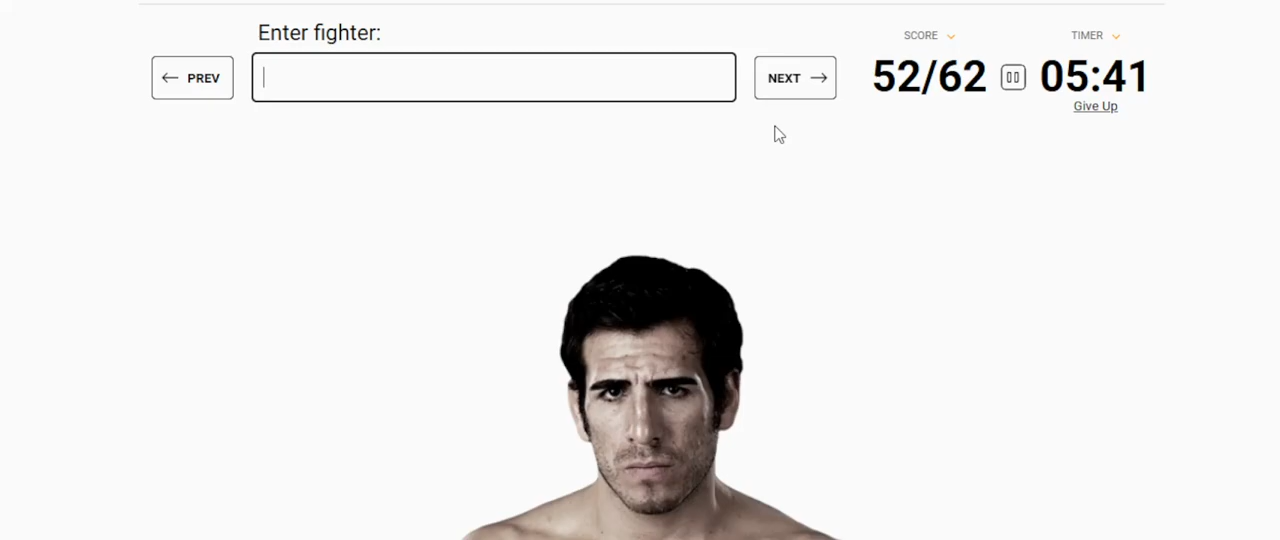 Enter fighter:
SCORE
TIMER
PREV
NEXT
52/62
05:41
Give Up